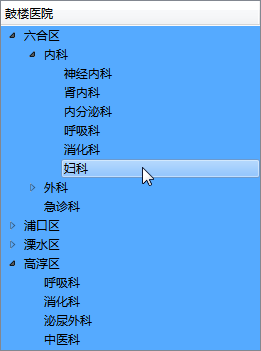 鼓楼医院
六合区
内科
神经内科
肾内科
内分泌科
呼吸科
消化科
妇科
外科
急诊科
浦口区
溧水区
高淳区
呼吸科
消化科
泌尿外科
中医科